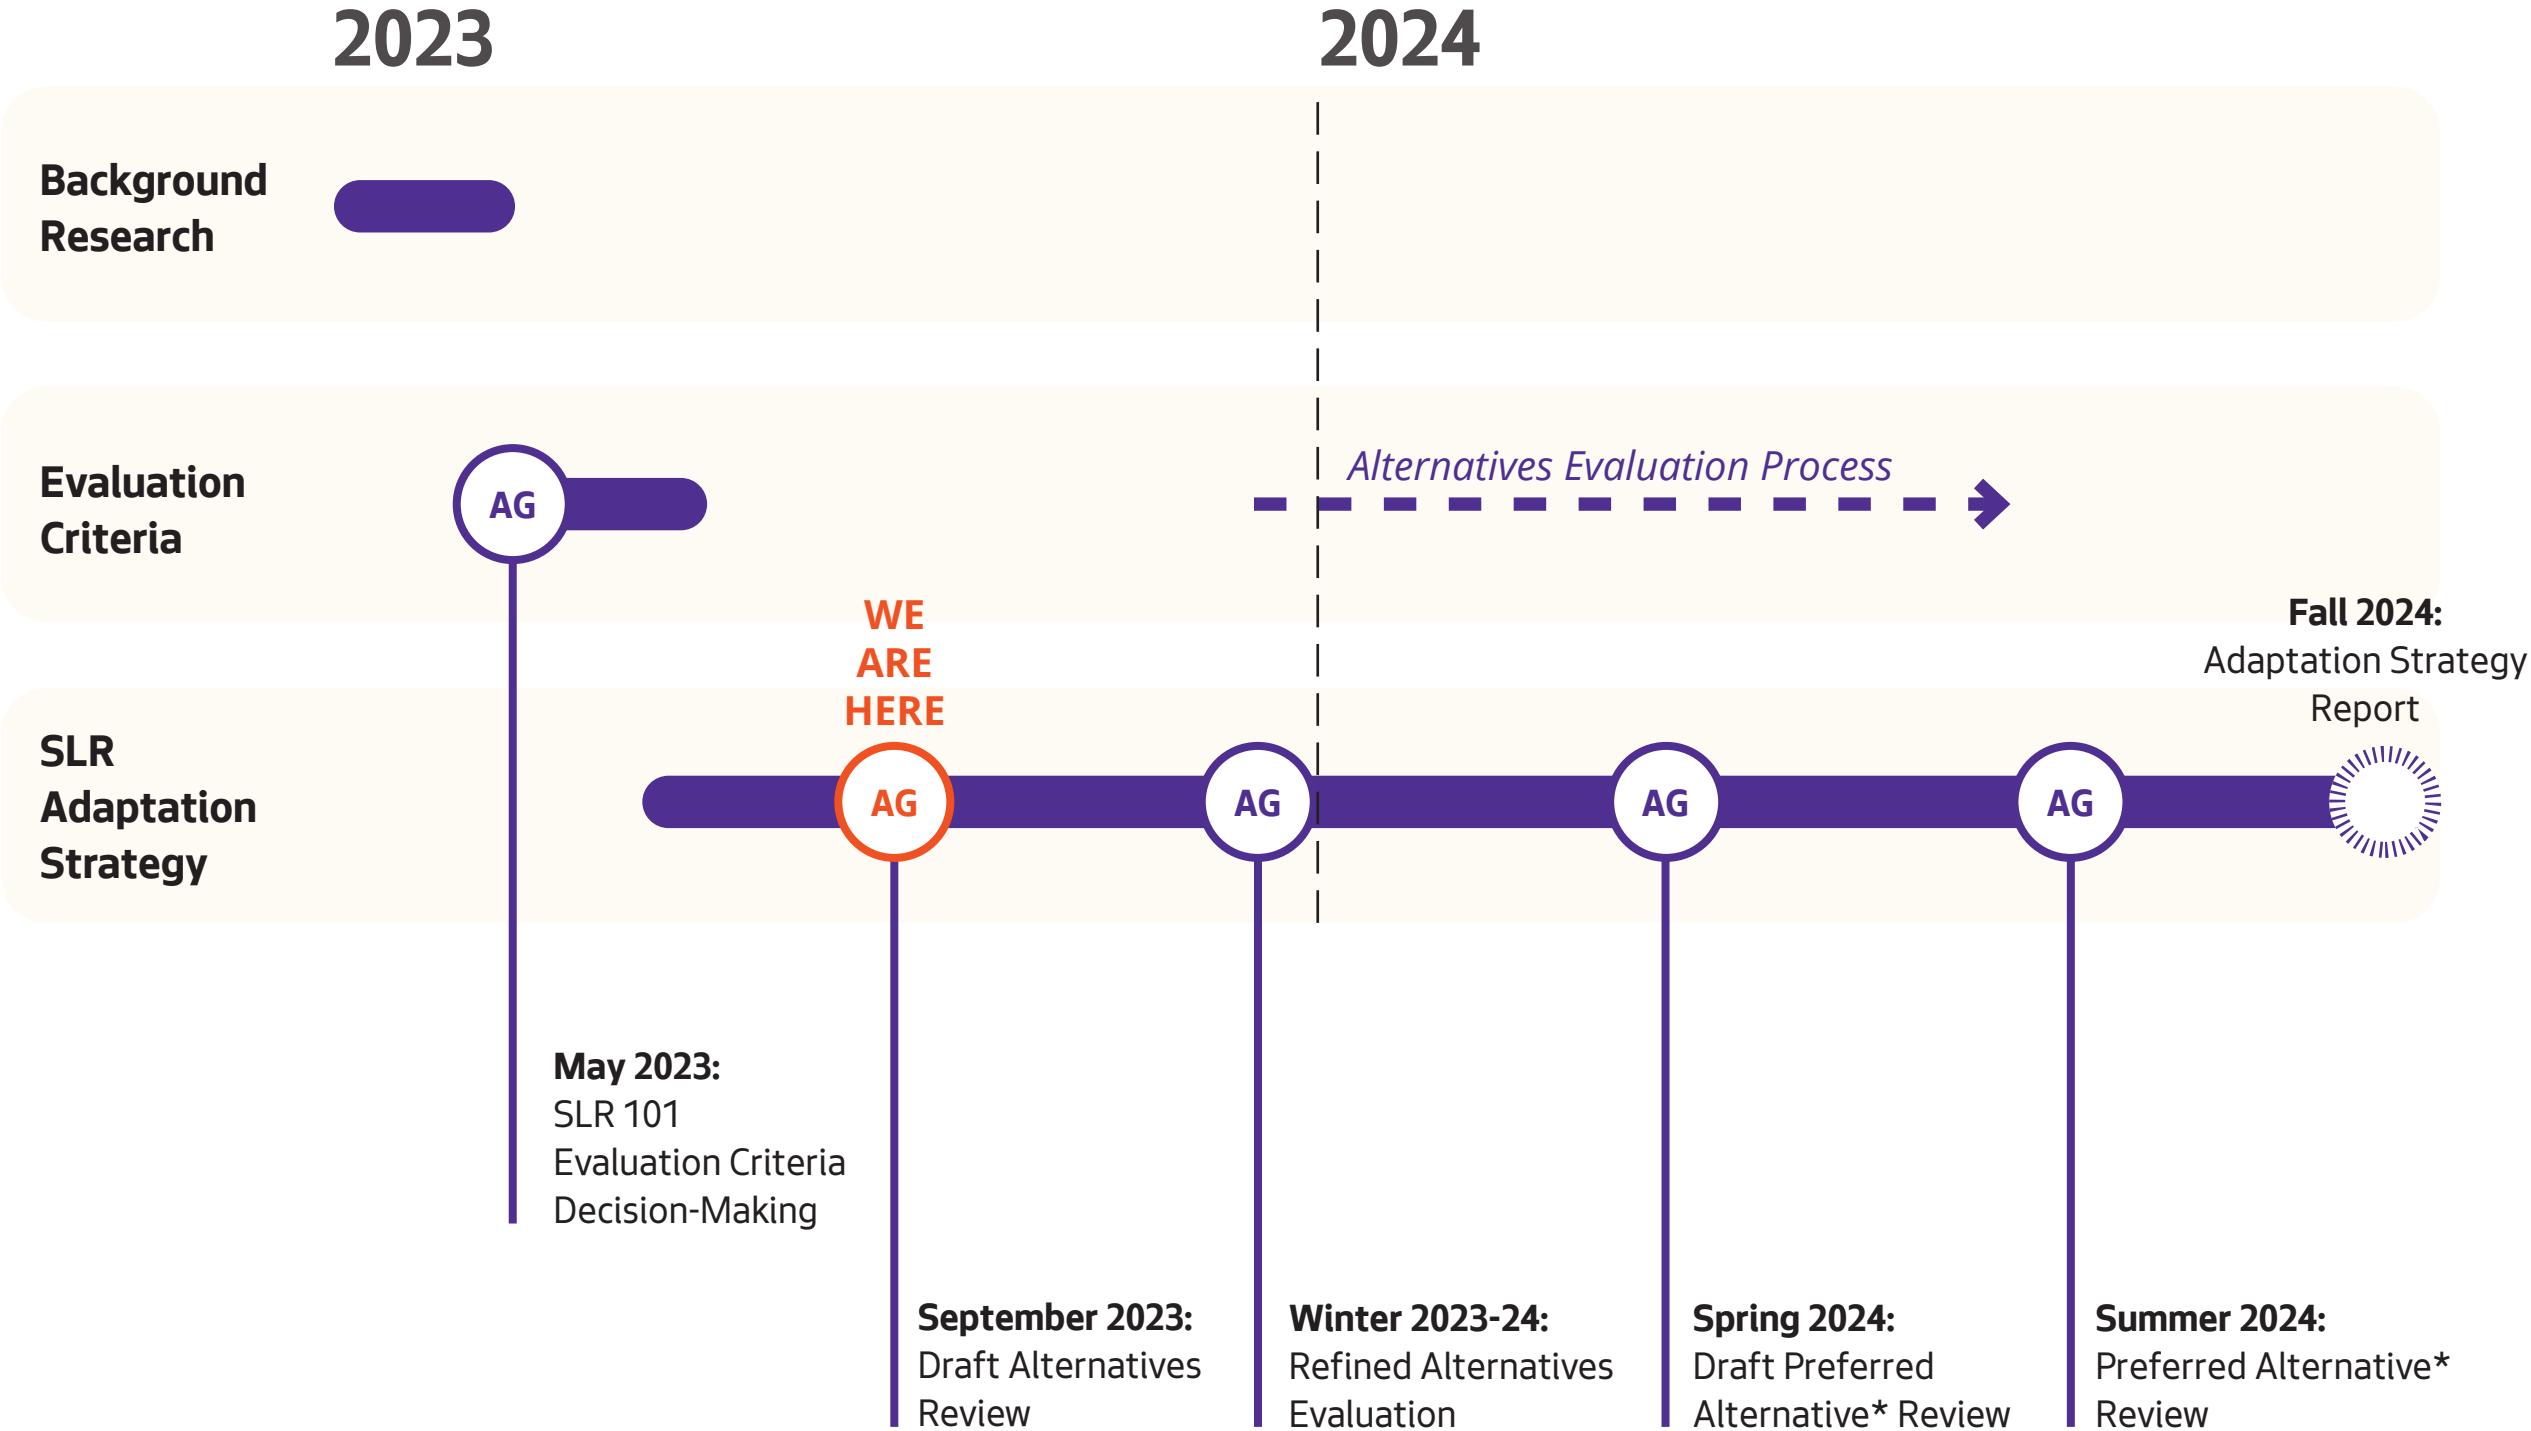 2023
2024
Background
Research
Evaluation
Criteria
AG
Alternatives Evaluation Process
WE
ARE
HERE
Fall 2024:
Adaptation Strategy
Report
SLR
Adaptation
Strategy
AG
AG
AG
AG
May 2023:
SLR 101
Evaluation Criteria
Decision-Making
September 2023:
Draft Alternatives
Review
Winter 2023-24:
Refined Alternatives
Evaluation
Spring 2024:
Draft Preferred
Alternative* Review
Summer 2024:
Preferred Alternative*
Review